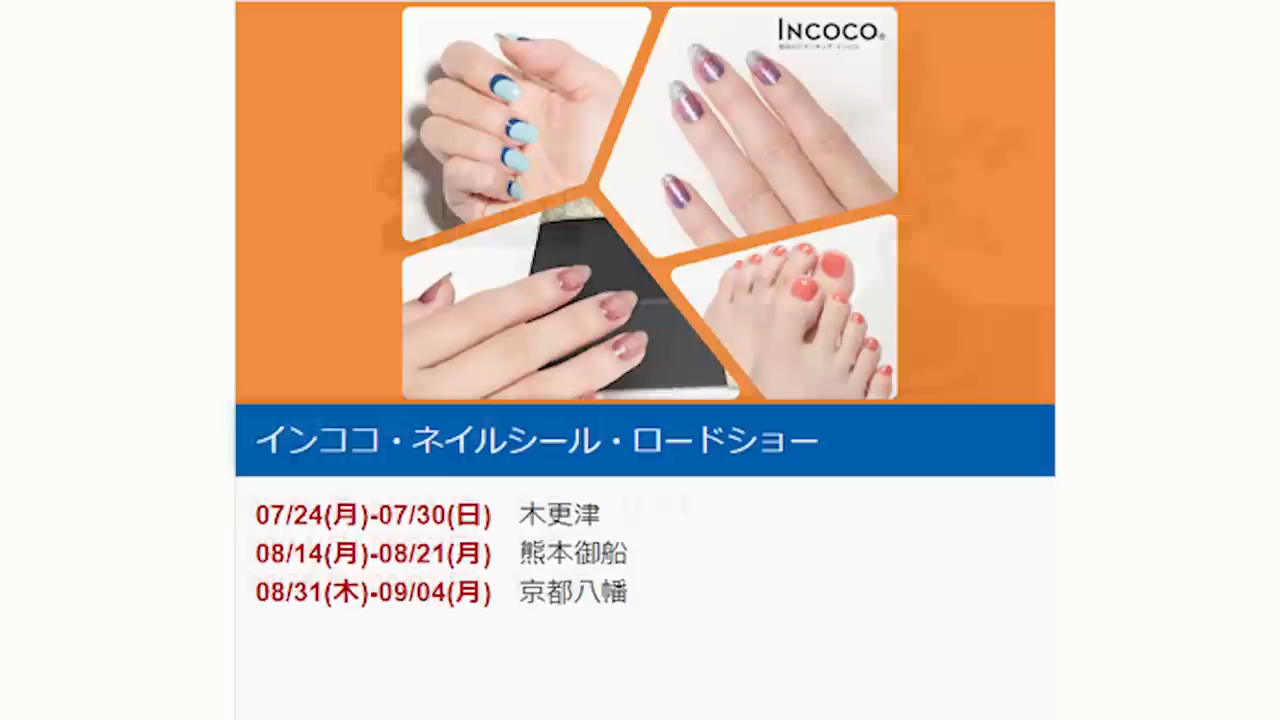 INCOCO
インココ・ネイルシール・ロードショー
07/24(月)-07/30(日) 木更津
08/14(月)-08/21(月) 熊本御船
08/31(木)-09/04(月) 京都八幡